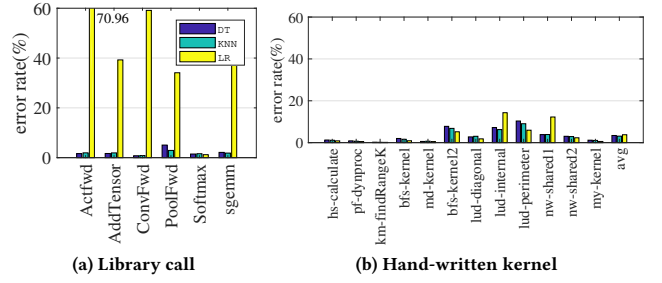 60
40
20
0
error rate(%)
70.96
DT
KNN
LR
Actfwd
AddTensor
ConvFwd
PoolFwd
Softmax
sgemm
(a) Library call
60
40
20
0
error rate(%)
hs-calculate
pf-dynproc
km-findRangeK
bfs-kernel
md-kernel
bfs-kernel2
lud-diagonal
lud-internal
lud-perimeter
nw-shared1
nw-shared2
my-kernel
avg
(b) Hand-written kernel